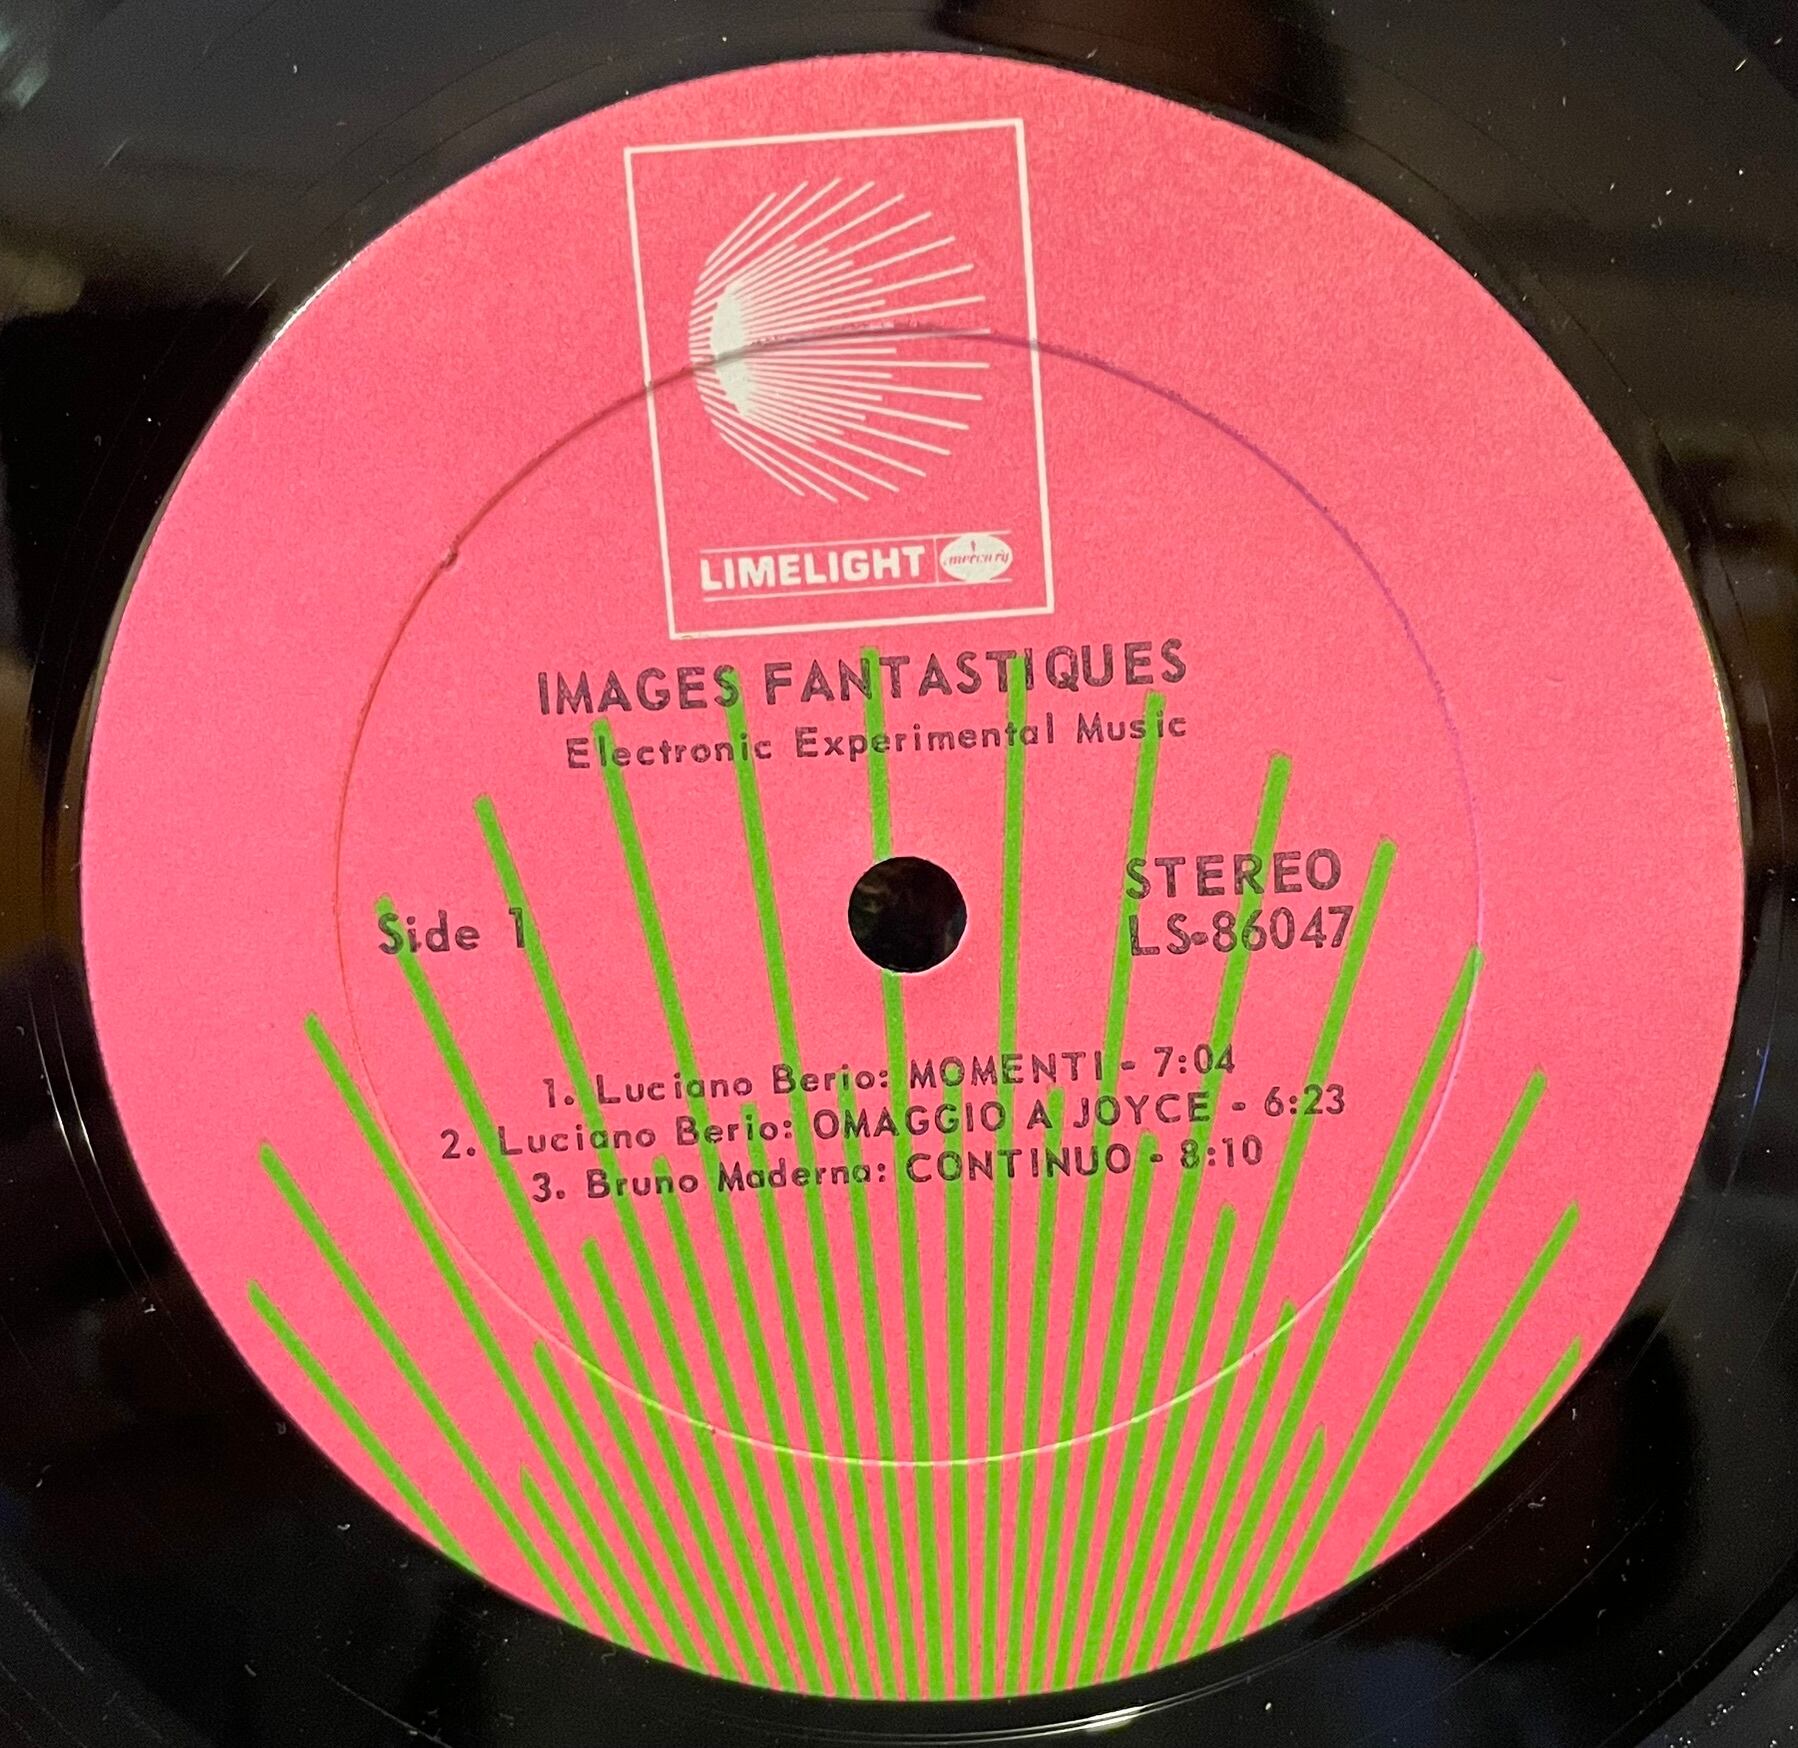 LIMELIGHT mercury
IMAGES FANTASTIQUES
Electronic Experimental Music
STEREO
Side 1 LS-86047
1. Luciano Berio: MOMENTI - 7:04
2. Luciano Berio: OMAGGIO A JOYCE - 6:23
3. Bruno Maderna: CONTINUO - 8:10